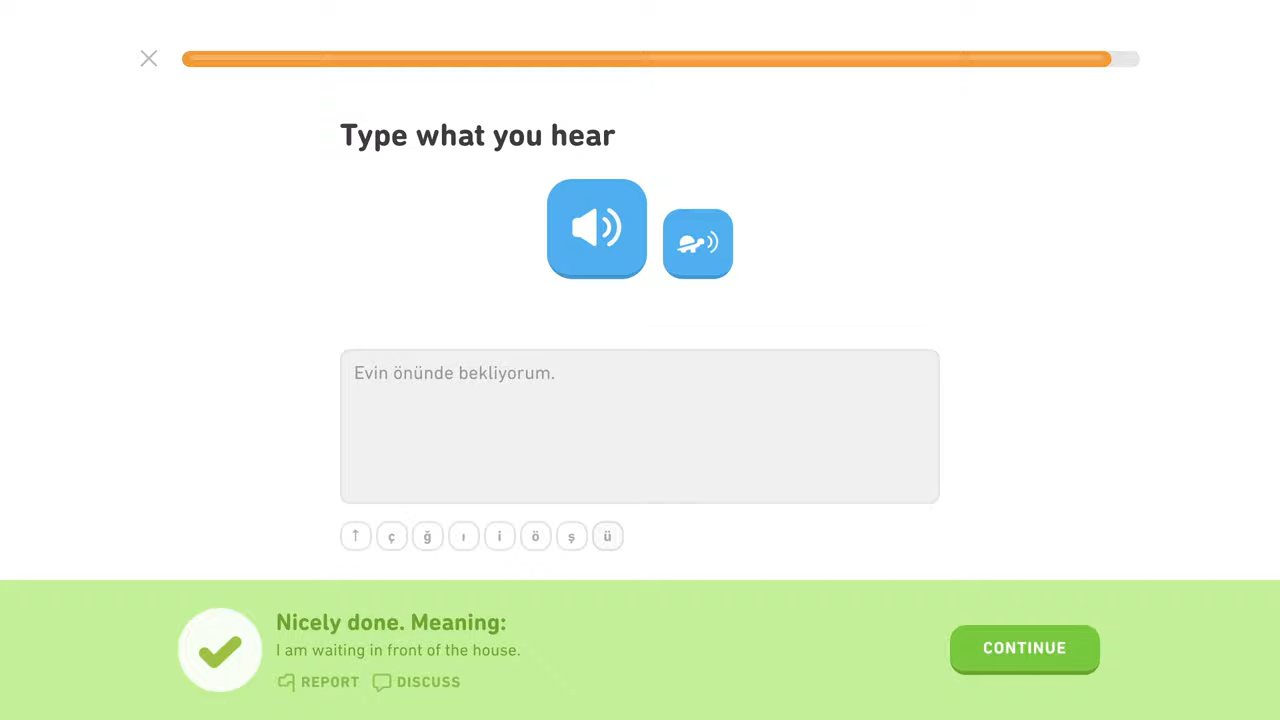 Type what you hear
Evin önünde bekliyorum.
↑ ç ğ ı i ö ş ü
Nicely done. Meaning:
I am waiting in front of the house.
REPORT DISCUSS
CONTINUE